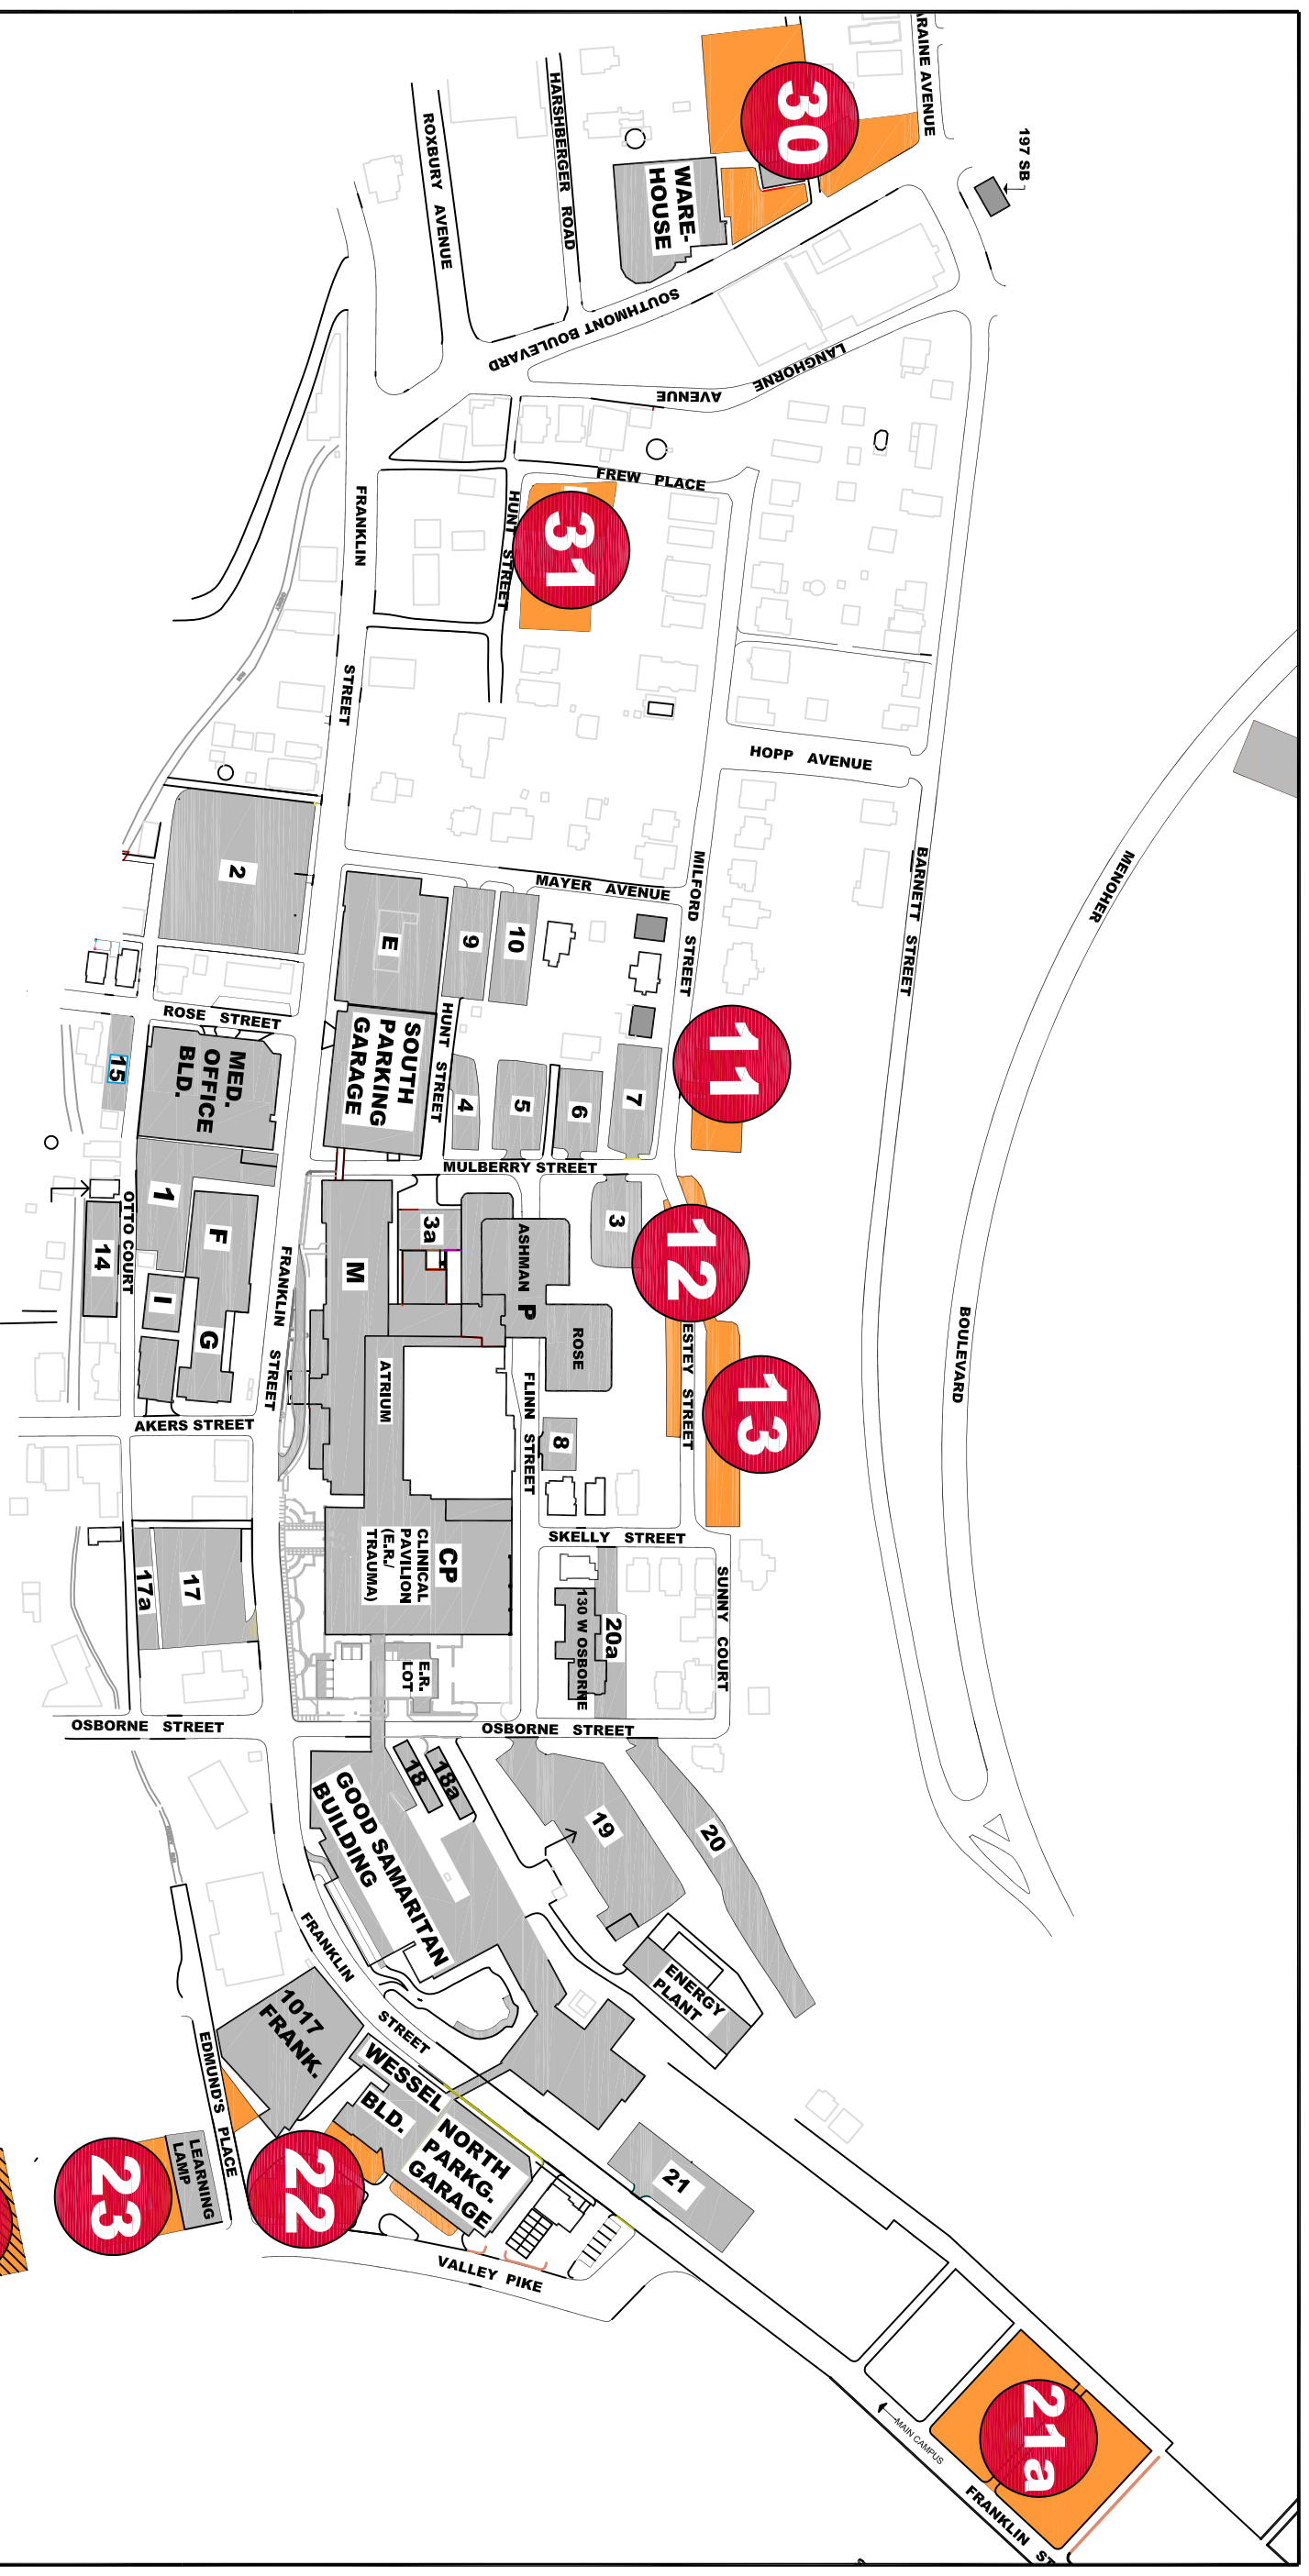 RAINE AVENUE
197 SB
30
WARE-
HOUSE
HARSHBERGER ROAD
ROXBURY AVENUE
SOUTHMONT BOULEVARD
LANGHORNE
AVENUE
FREW PLACE
HUNT STREET
31
FRANKLIN
STREET
HOPP AVENUE
MENOHER
BOULEVARD
BARNETT STREET
MILFORD STREET
MAYER AVENUE
2
E
9
10
ROSE STREET
SOUTH
PARKING
GARAGE
HUNT STREET
4
5
6
7
11
MED.
OFFICE
BLD.
15
MULBERRY STREET
1
F
G
I
14
OTTO COURT
FRANKLIN STREET
M
3a
ASHMAN
P
ROSE
3
12
ESTEY STREET
13
ATRIUM
FLINN STREET
8
AKERS STREET
SKELLY STREET
17a
17
CP
CLINICAL
PAVILION
(E.R./
TRAUMA)
130 W OSBORNE
20a
SUNNY COURT
E.R.
LOT
OSBORNE STREET
OSBORNE STREET
18
18a
GOOD SAMARITAN
BUILDING
19
20
ENERGY
PLANT
FRANKLIN
STREET
1017
FRANK.
EDMUND'S PLACE
WESSEL
BLD.
NORTH
PARKG.
GARAGE
LEARNING
LAMP
23
22
21
VALLEY PIKE
21a
MAIN CAMPUS
FRANKLIN ST